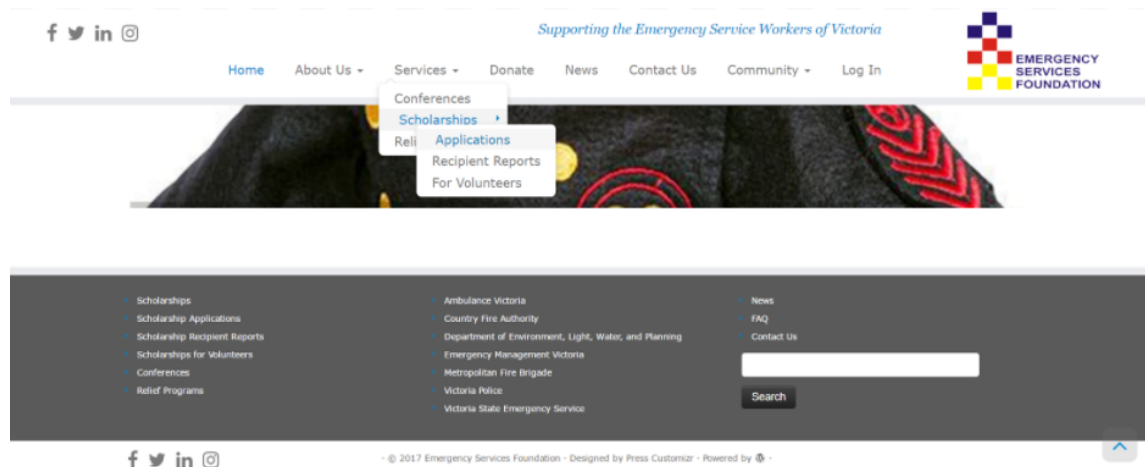 Supporting the Emergency Service Workers of Victoria
Home About Us Services Donate News Contact Us Community Log In
EMERGENCY
SERVICES
FOUNDATION
Conferences
Scholarships
Applications
Recipient Reports
For Volunteers
Scholarships
Scholarship Applications
Scholarship Recipient Reports
Scholarships for Volunteers
Conferences
Relief Programs
Ambulance Victoria
Country Fire Authority
Department of Environment, Light, Water, and Planning
Emergency Management Victoria
Metropolitan Fire Brigade
Victoria Police
Victoria State Emergency Service
News
FAQ
Contact Us
Search
- © 2017 Emergency Services Foundation - Designed by Press Customizr - Powered by -